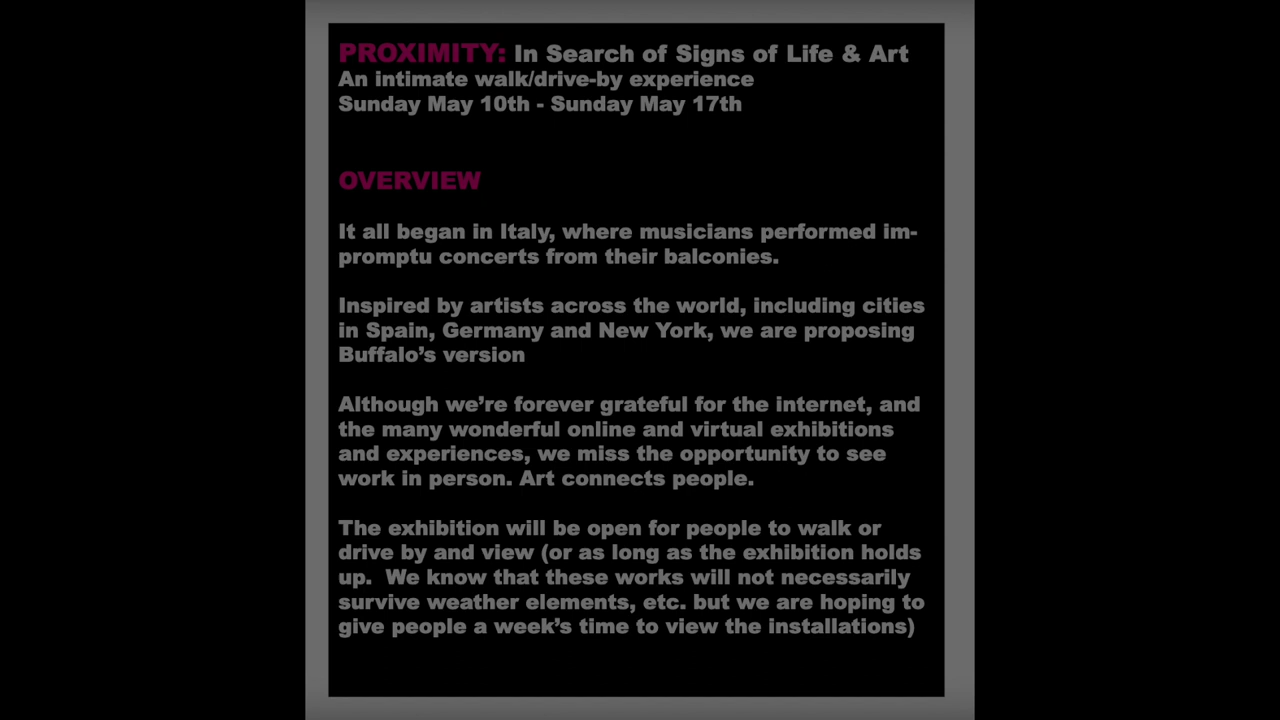 PROXIMITY: In Search of Signs of Life & Art
An intimate walk/drive-by experience
Sunday May 10th - Sunday May 17th
OVERVIEW
It all began in Italy, where musicians performed im-
promptu concerts from their balconies.
Inspired by artists across the world, including cities
in Spain, Germany and New York, we are proposing
Buffalo’s version
Although we’re forever grateful for the internet, and
the many wonderful online and virtual exhibitions
and experiences, we miss the opportunity to see
work in person. Art connects people.
The exhibition will be open for people to walk or
drive by and view (or as long as the exhibition holds
up.  We know that these works will not necessarily
survive weather elements, etc. but we are hoping to
give people a week’s time to view the installations)